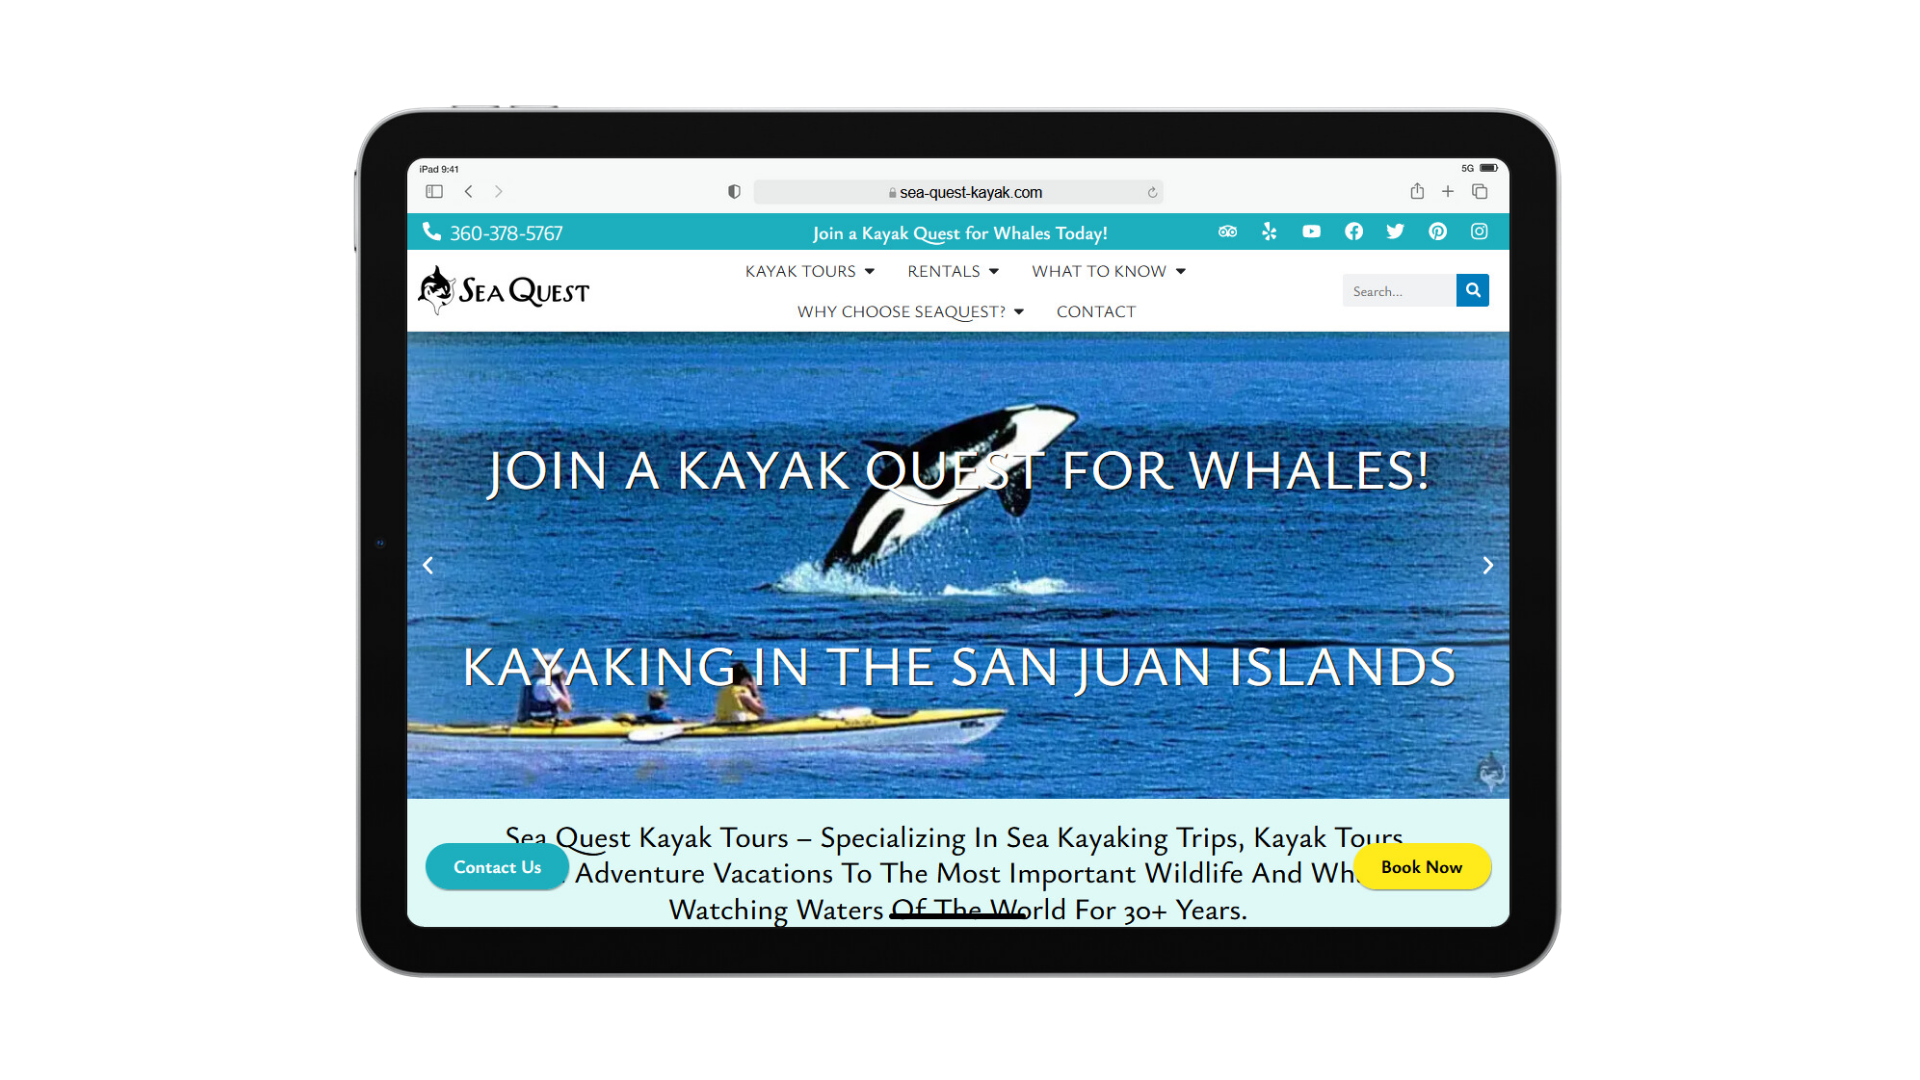 iPad 9:41
5G
sea-quest-kayak.com
360-378-5767
Join a Kayak Quest for Whales Today!
SEA QUEST
KAYAK TOURS
RENTALS
WHAT TO KNOW
WHY CHOOSE SEAQUEST?
CONTACT
Search...
JOIN A KAYAK QUEST FOR WHALES!
KAYAKING IN THE SAN JUAN ISLANDS
Sea Quest Kayak Tours – Specializing In Sea Kayaking Trips, Kayak Tours
Adventure Vacations To The Most Important Wildlife And
Watching Waters Of The World For 30+ Years.
Contact Us
Book Now